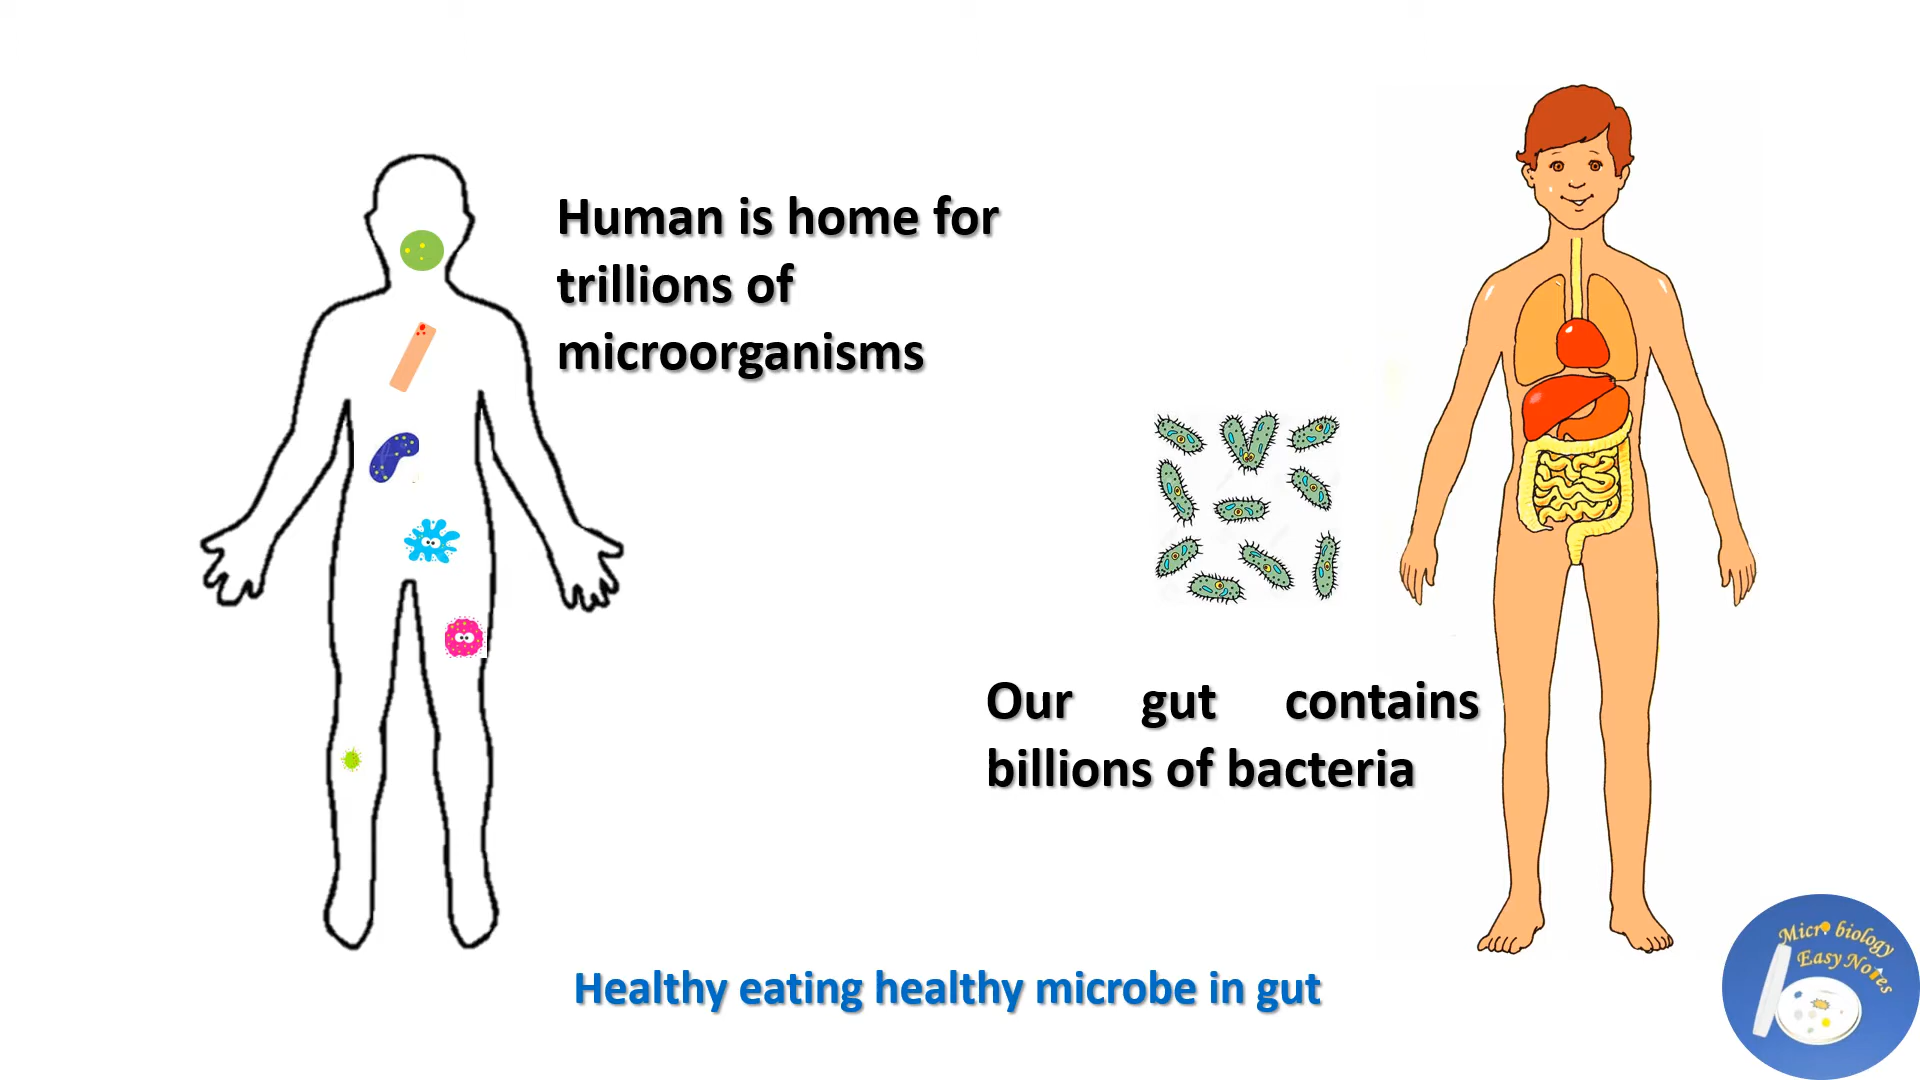 Human is home for
trillions of
microorganisms
Our gut contains
billions of bacteria
Healthy eating healthy microbe in gut
Micro biology
Easy Notes